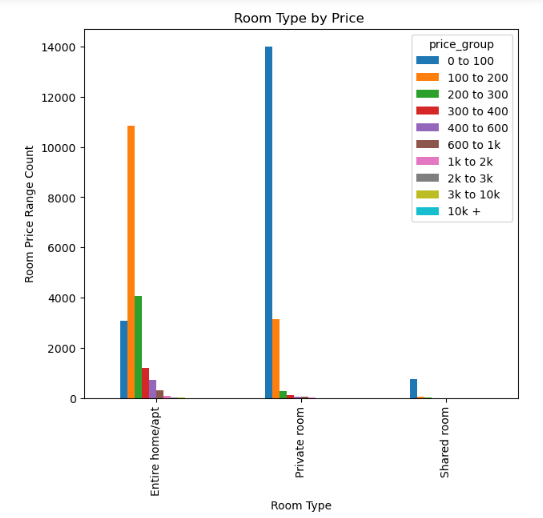 Room Type by Price
14000
12000
10000
8000
6000
4000
2000
0
Room Price Range Count
price_group
0 to 100
100 to 200
200 to 300
300 to 400
400 to 600
600 to 1k
1k to 2k
2k to 3k
3k to 10k
10k +
Entire home/apt
Private room
Shared room
Room Type